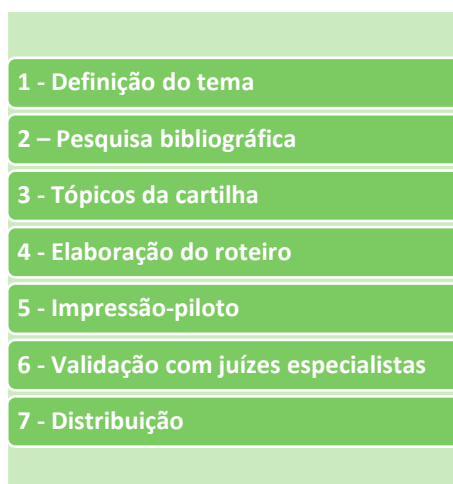 1 - Definição do tema
2 – Pesquisa bibliográfica
3 - Tópicos da cartilha
4 - Elaboração do roteiro
5 - Impressão-piloto
6 - Validação com juízes especialistas
7 - Distribuição